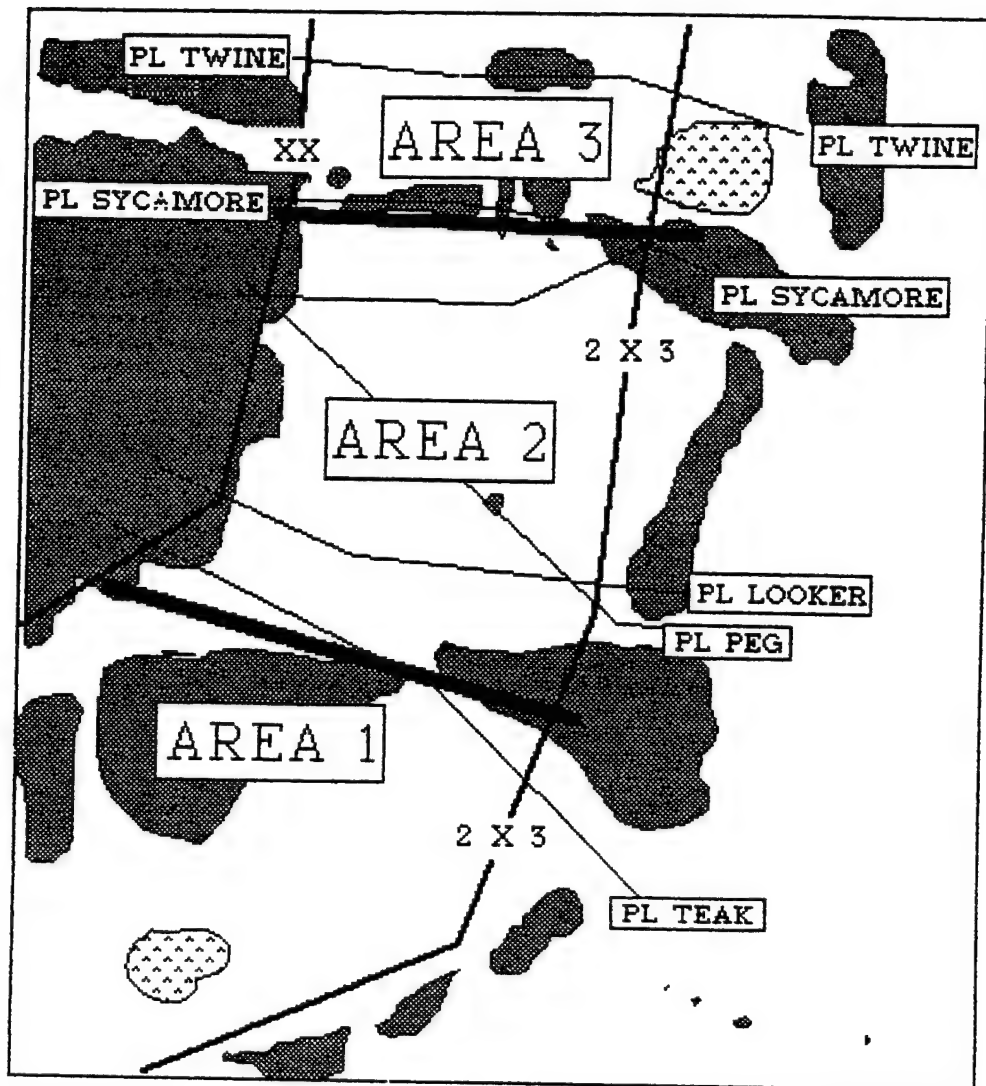 PL TWINE
AREA 3
PL TWINE
XX
PL SYCAMORE
PL SYCAMORE
2 X 3
AREA 2
PL LOOKER
PL PEG
AREA 1
2 X 3
PL TEAK